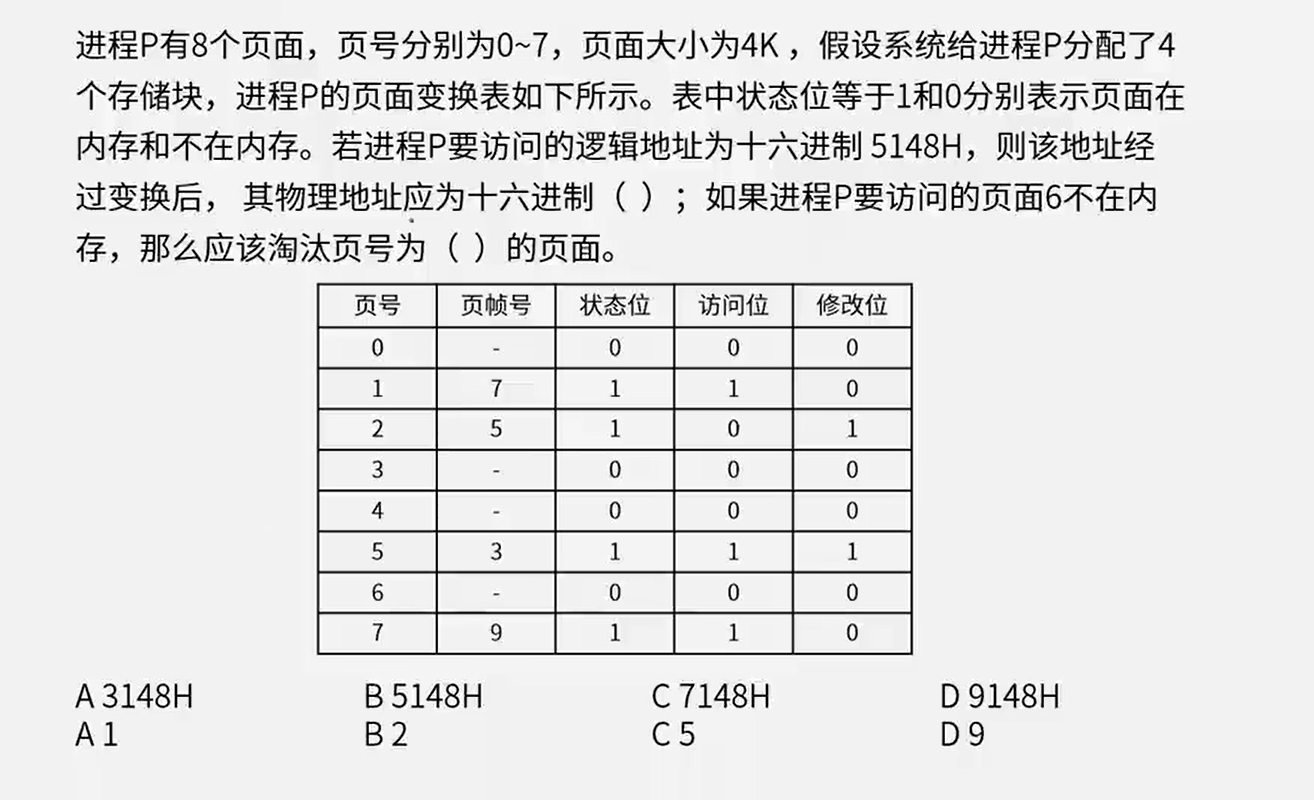 进程P有8个页面，页号分别为0~7，页面大小为4K ，假设系统给进程P分配了4
个存储块，进程P的页面变换表如下所示。表中状态位等于1和0分别表示页面在
内存和不在内存。若进程P要访问的逻辑地址为十六进制 5148H，则该地址经
过变换后， 其物理地址应为十六进制（ ）；如果进程P要访问的页面6不在内
存，那么应该淘汰页号为（ ）的页面。
页号 页帧号 状态位 访问位 修改位
0 - 0 0 0
1 7 1 1 0
2 5 1 0 1
3 - 0 0 0
4 - 0 0 0
5 3 1 1 1
6 - 0 0 0
7 9 1 1 0
A 3148H B 5148H C 7148H D 9148H
A 1 B 2 C 5 D 9